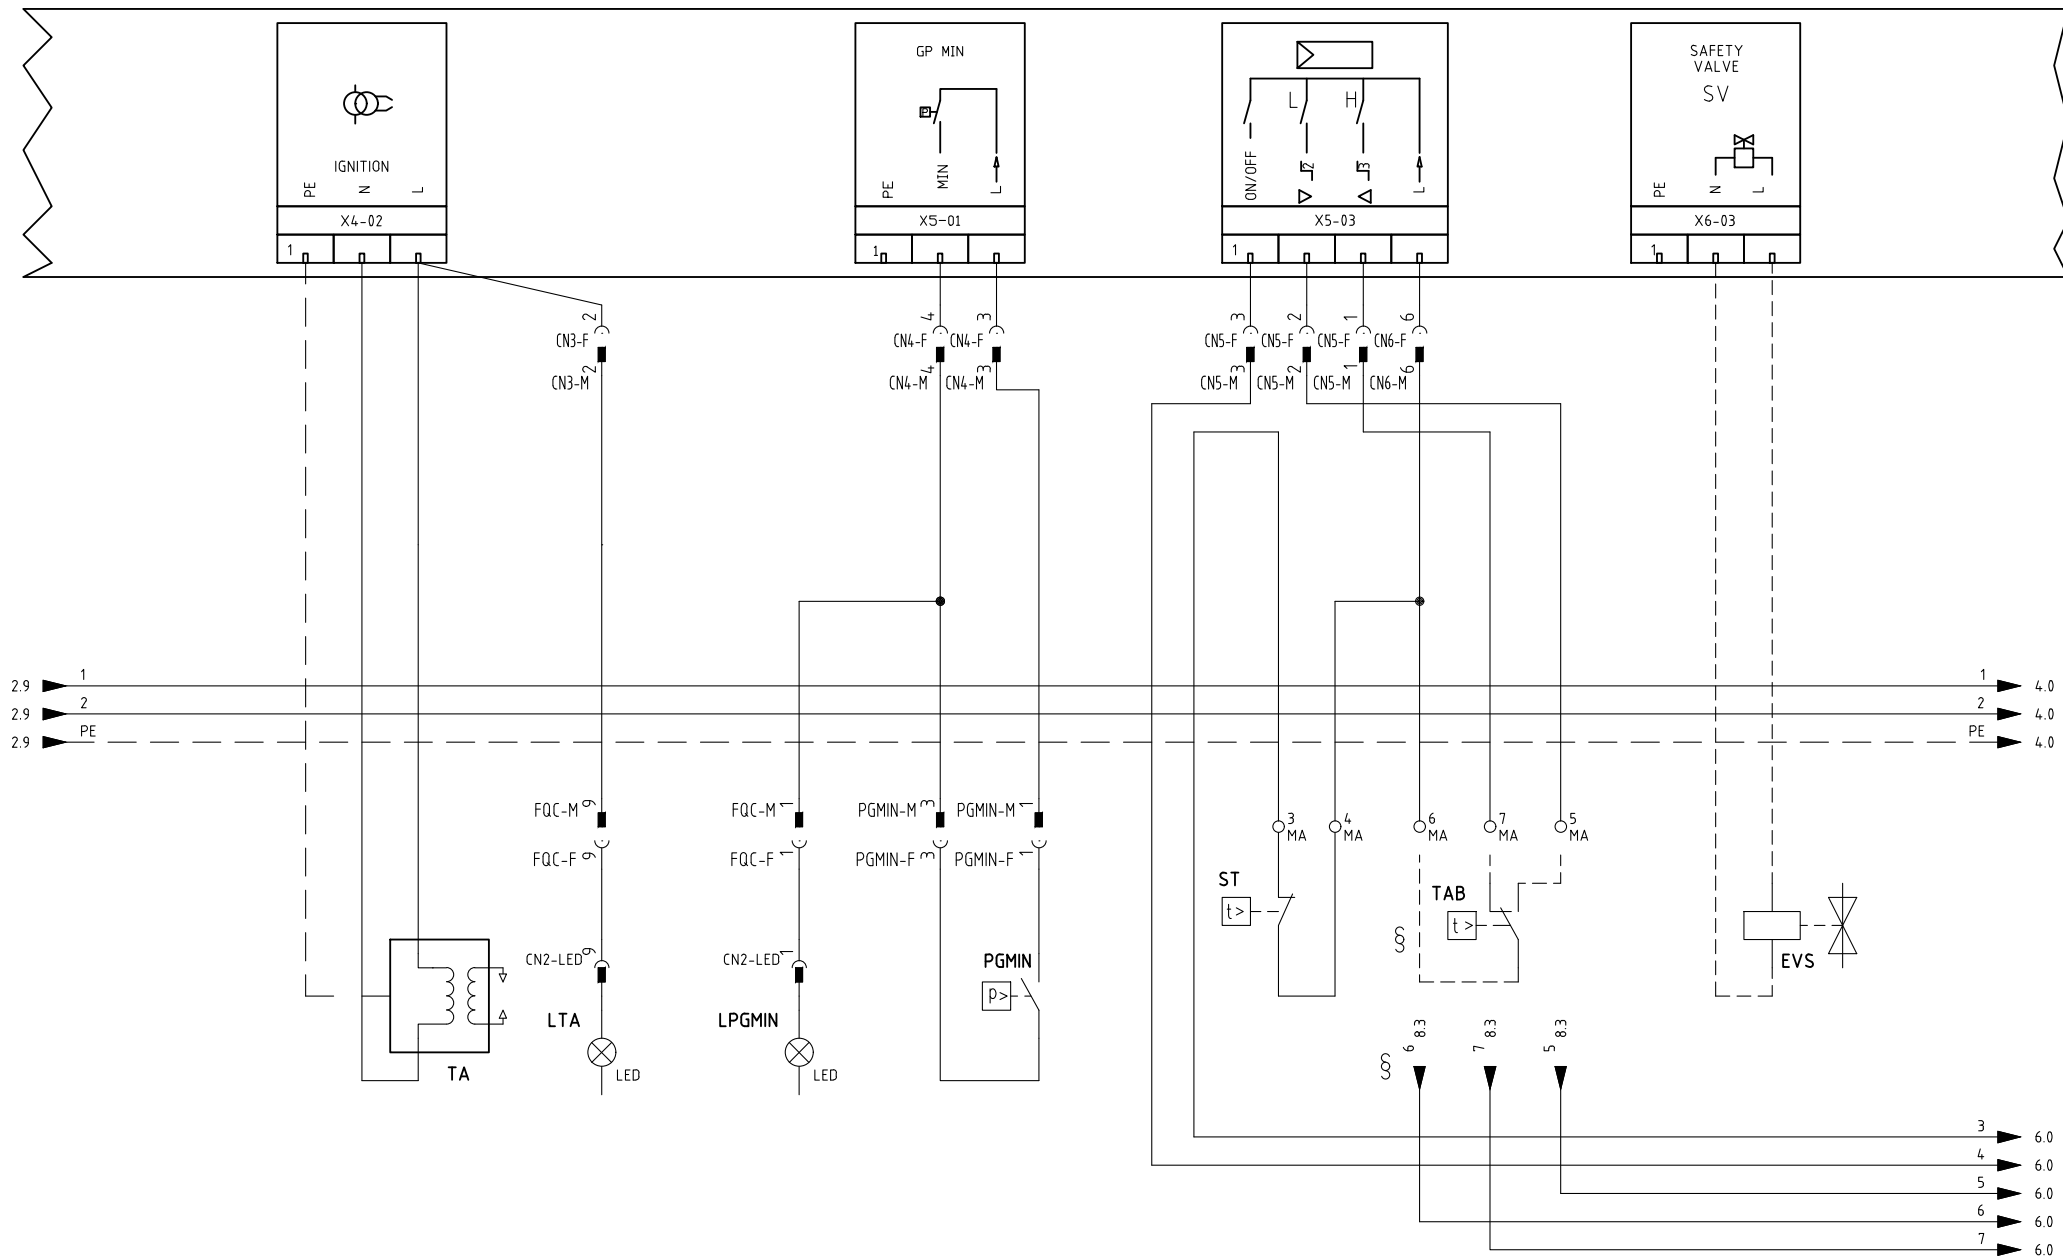 GP MIN
SAFETY
VALVE
SV
L H
P
IGNITION
PE N L
PE MIN L
ON/OFF 2 3 L
PE N L
X4-02
X5-01
X5-03
X6-03
1
1
1
1
2 4 3 3 2 1 6
CN3-F CN4-F CN4-F CN5-F CN5-F CN5-F CN6-F
2 4 3 3 2 1 6
CN3-M CN4-M CN4-M CN5-M CN5-M CN5-M CN6-M
2.9 1 1 4.0
2.9 2 2 4.0
2.9 PE PE 4.0
FQC-M 9 FQC-M 1 PGMIN-M 3 PGMIN-M 1
3 4 6 7 5
MA MA MA MA MA
FQC-F 9 FQC-F 1 PGMIN-F 3 PGMIN-F 1
ST
TAB
t>
t>
§
CN2-LED 9 CN2-LED 1
PGMIN
EVS
p>
LTA
LPGMIN
8.3 8.3 8.3
6 7 5
§
TA
LED
LED
3 6.0
4 6.0
5 6.0
6 6.0
7 6.0